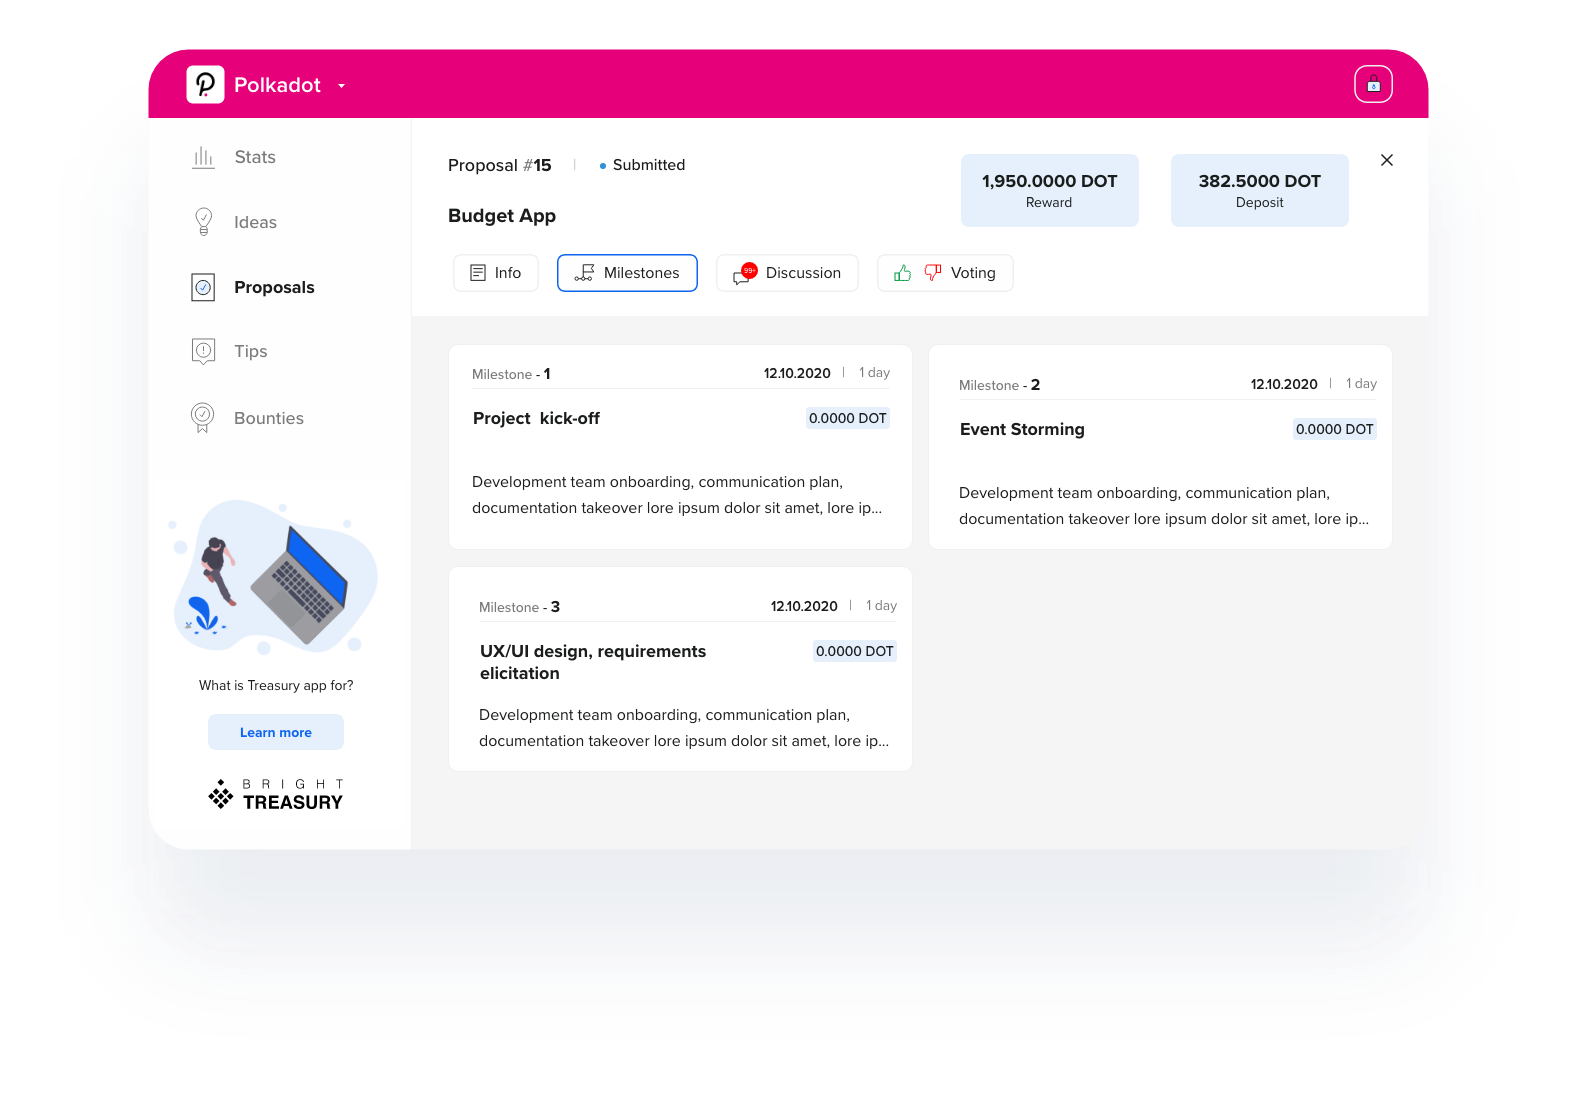 Polkadot
Stats
Ideas
Proposals
Tips
Bounties
What is Treasury app for?
Learn more
BRIGHT
TREASURY
Proposal #15
Submitted
Budget App
1,950.0000 DOT
Reward
382.5000 DOT
Deposit
Info
Milestones
99+
Discussion
Voting
Milestone - 1
12.10.2020
1 day
Project  kick-off
0.0000 DOT
Development team onboarding, communication plan,
documentation takeover lore ipsum dolor sit amet, lore ip...
Milestone - 2
12.10.2020
1 day
Event Storming
0.0000 DOT
Development team onboarding, communication plan,
documentation takeover lore ipsum dolor sit amet, lore ip...
Milestone - 3
12.10.2020
1 day
UX/UI design, requirements
elicitation
0.0000 DOT
Development team onboarding, communication plan,
documentation takeover lore ipsum dolor sit amet, lore ip...